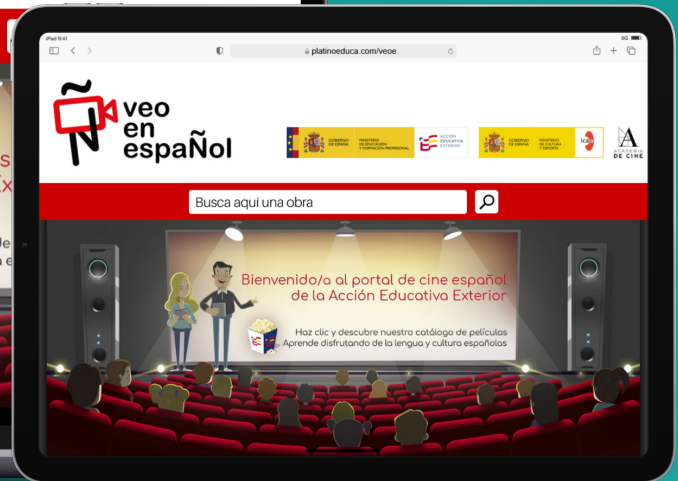 iPad 9:41
5G
platinoeduca.com/veoe
veo
en
espaÑol
GOBIERNO
DE ESPAÑA
MINISTERIO
DE EDUCACIÓN
Y FORMACIÓN PROFESIONAL
ACCIÓN
EDUCATIVA
EXTERIOR
GOBIERNO
DE ESPAÑA
MINISTERIO
DE CULTURA
Y DEPORTE
icaa
ACADEMIA
DE CINE
Busca aquí una obra
Bienvenido/a al portal de cine español
de la Acción Educativa Exterior
Haz clic y descubre nuestro catálogo de películas
Aprende disfrutando de la lengua y cultura españolas